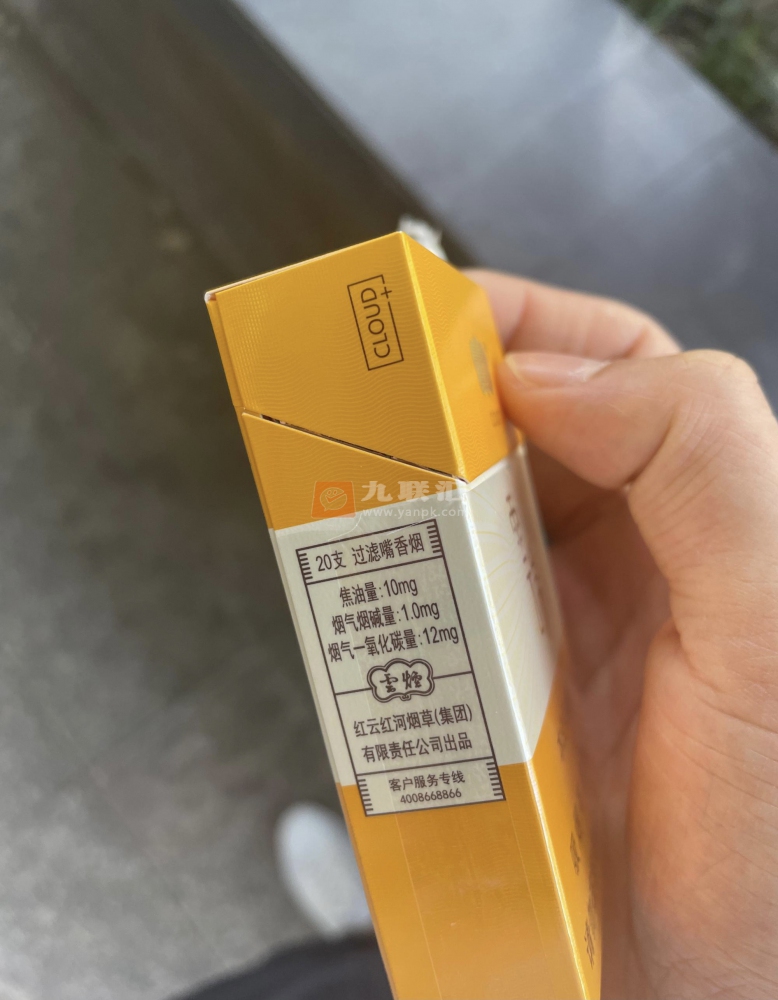 CLOUD+
九联汇
www.yanpk.com
20支 过滤嘴香烟
焦油量:10mg
烟气烟碱量:1.0mg
烟气一氧化碳量:12mg
雲煙
红云红河烟草(集团)
有限责任公司出品
客户服务专线
4008668866